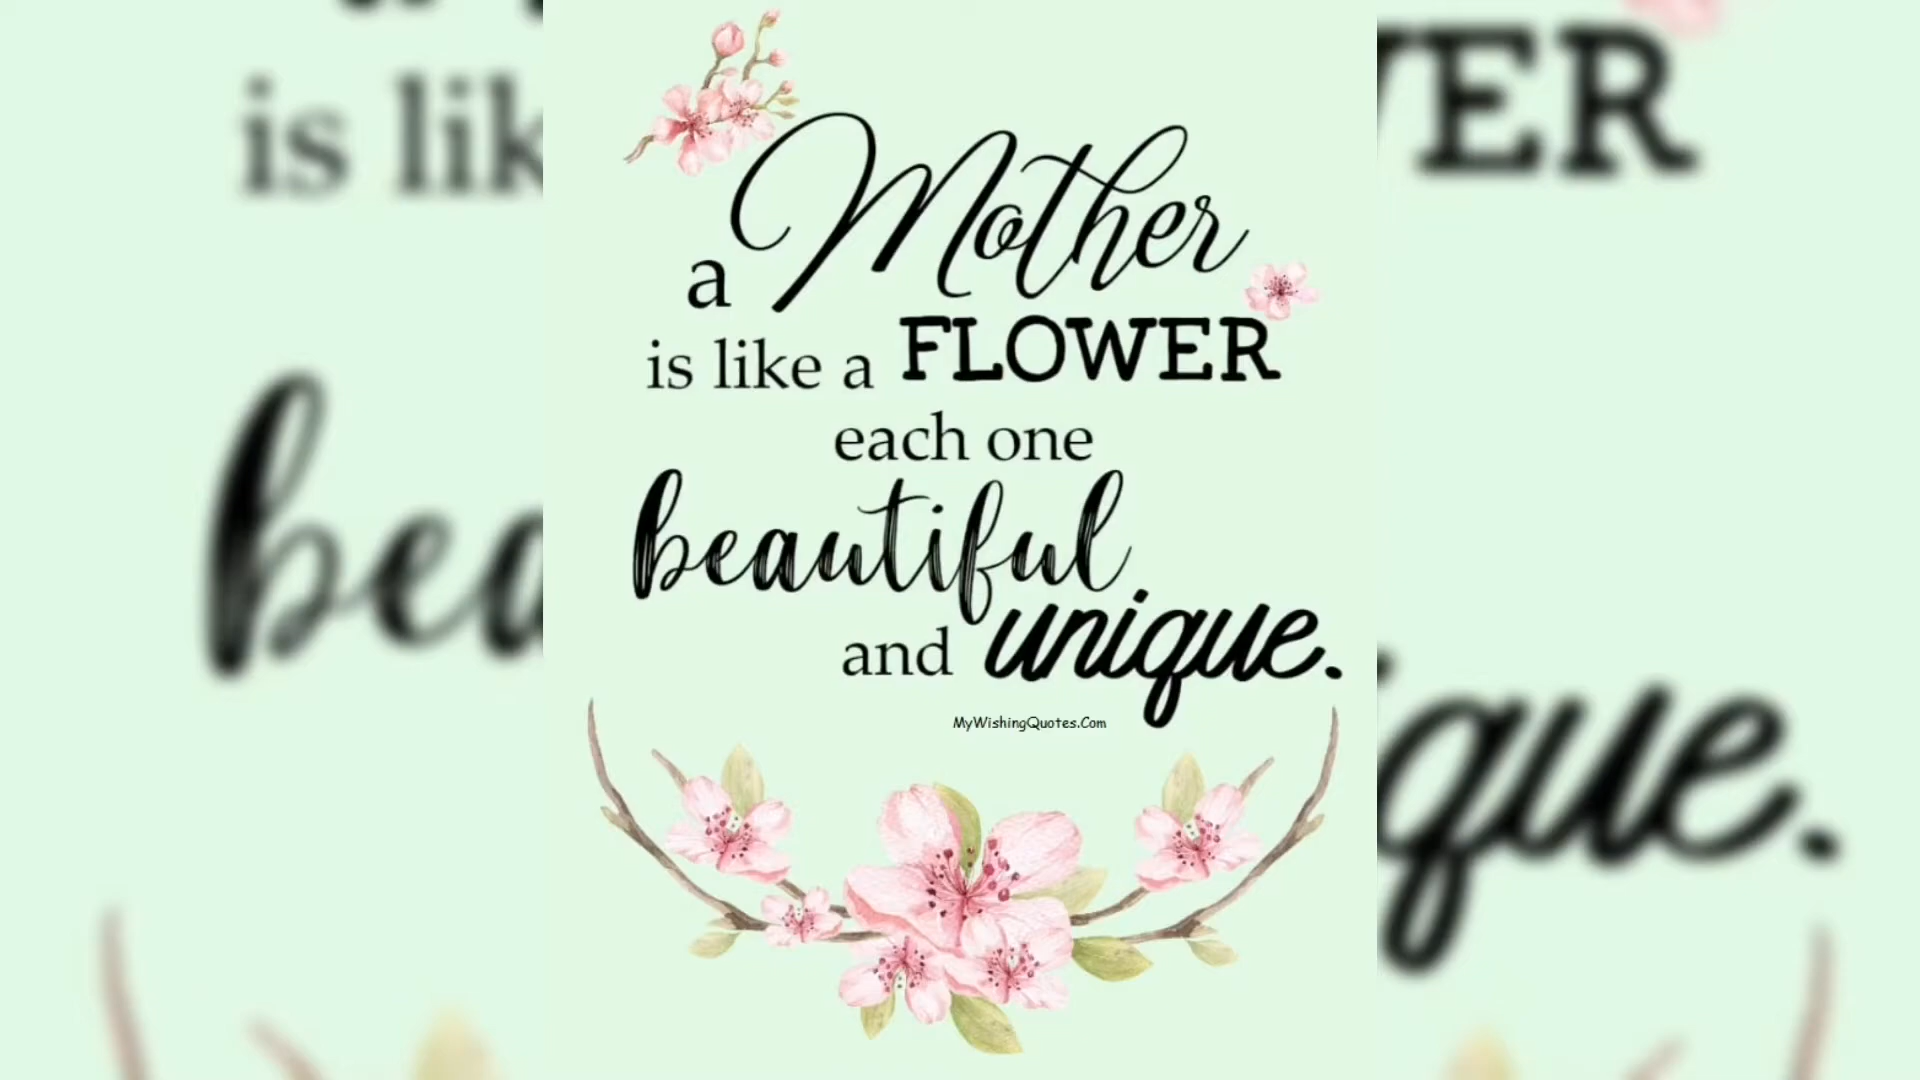 a Mother
is like a FLOWER
each one
beautiful
and unique.
MyWishingQuotes.Com